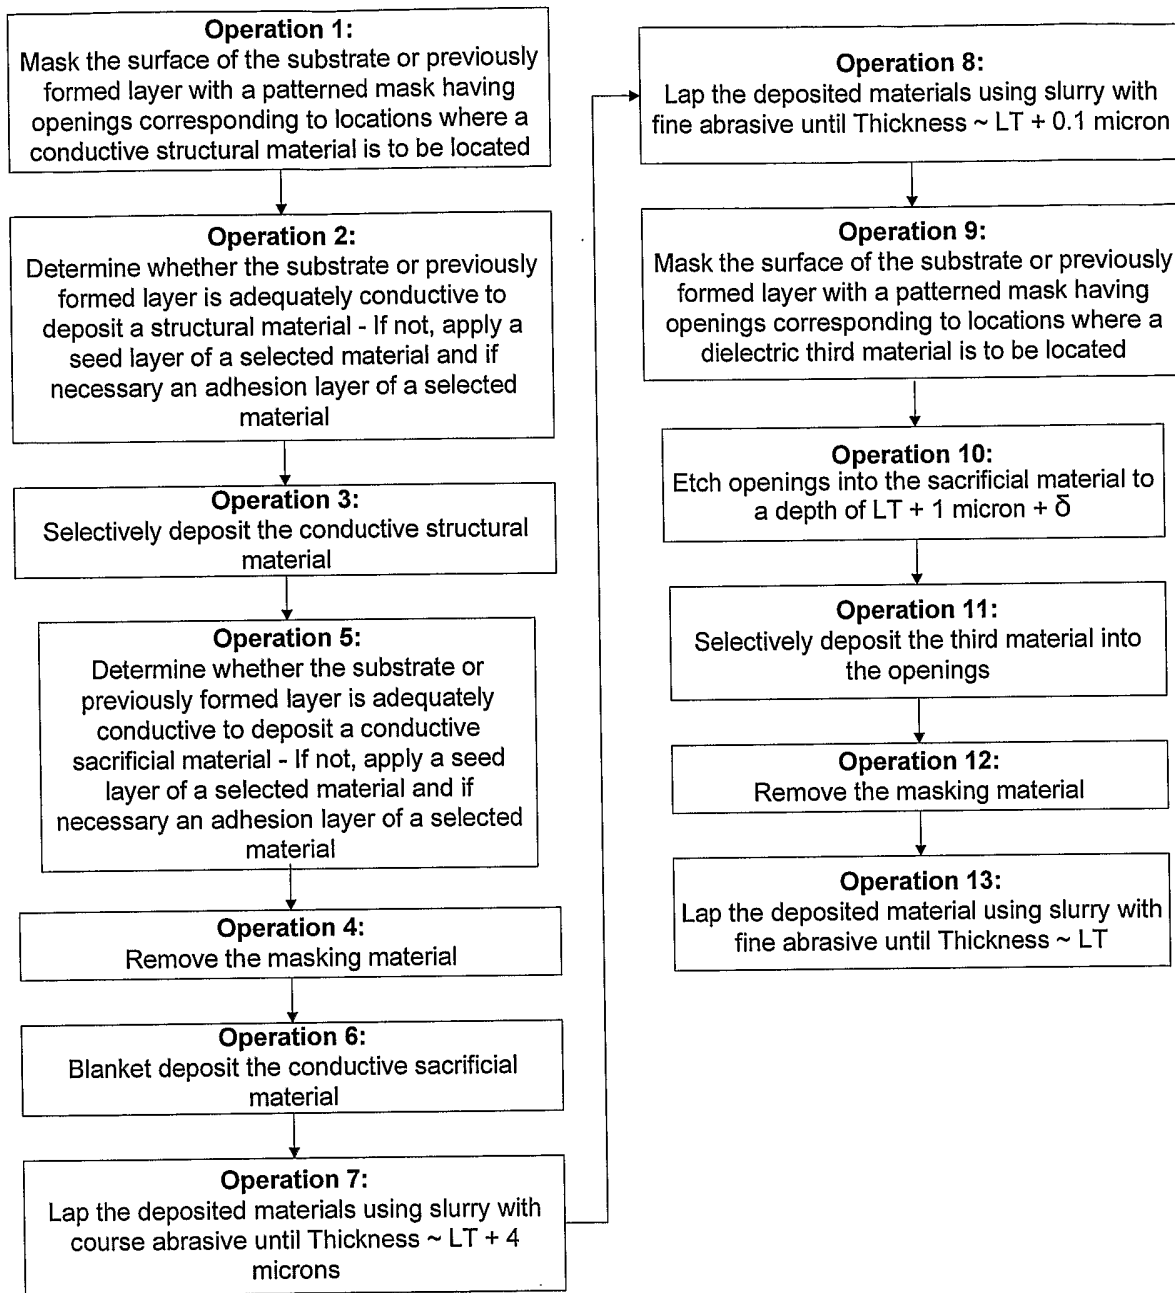 Operation 1:
Mask the surface of the substrate or previously
formed layer with a patterned mask having
openings corresponding to locations where a
conductive structural material is to be located
Operation 2:
Determine whether the substrate or previously
formed layer is adequately conductive to
deposit a structural material - If not, apply a
seed layer of a selected material and if
necessary an adhesion layer of a selected
material
Operation 3:
Selectively deposit the conductive structural
material
Operation 5:
Determine whether the substrate or
previously formed layer is adequately
conductive to deposit a conductive
sacrificial material - If not, apply a seed
layer of a selected material and if
necessary an adhesion layer of a selected
material
Operation 4:
Remove the masking material
Operation 6:
Blanket deposit the conductive sacrificial
material
Operation 7:
Lap the deposited materials using slurry with
course abrasive until Thickness ~ LT + 4
microns
Operation 8:
Lap the deposited materials using slurry with
fine abrasive until Thickness ~ LT + 0.1 micron
Operation 9:
Mask the surface of the substrate or previously
formed layer with a patterned mask having
openings corresponding to locations where a
dielectric third material is to be located
Operation 10:
Etch openings into the sacrificial material to
a depth of LT + 1 micron + δ
Operation 11:
Selectively deposit the third material into
the openings
Operation 12:
Remove the masking material
Operation 13:
Lap the deposited material using slurry with
fine abrasive until Thickness ~ LT